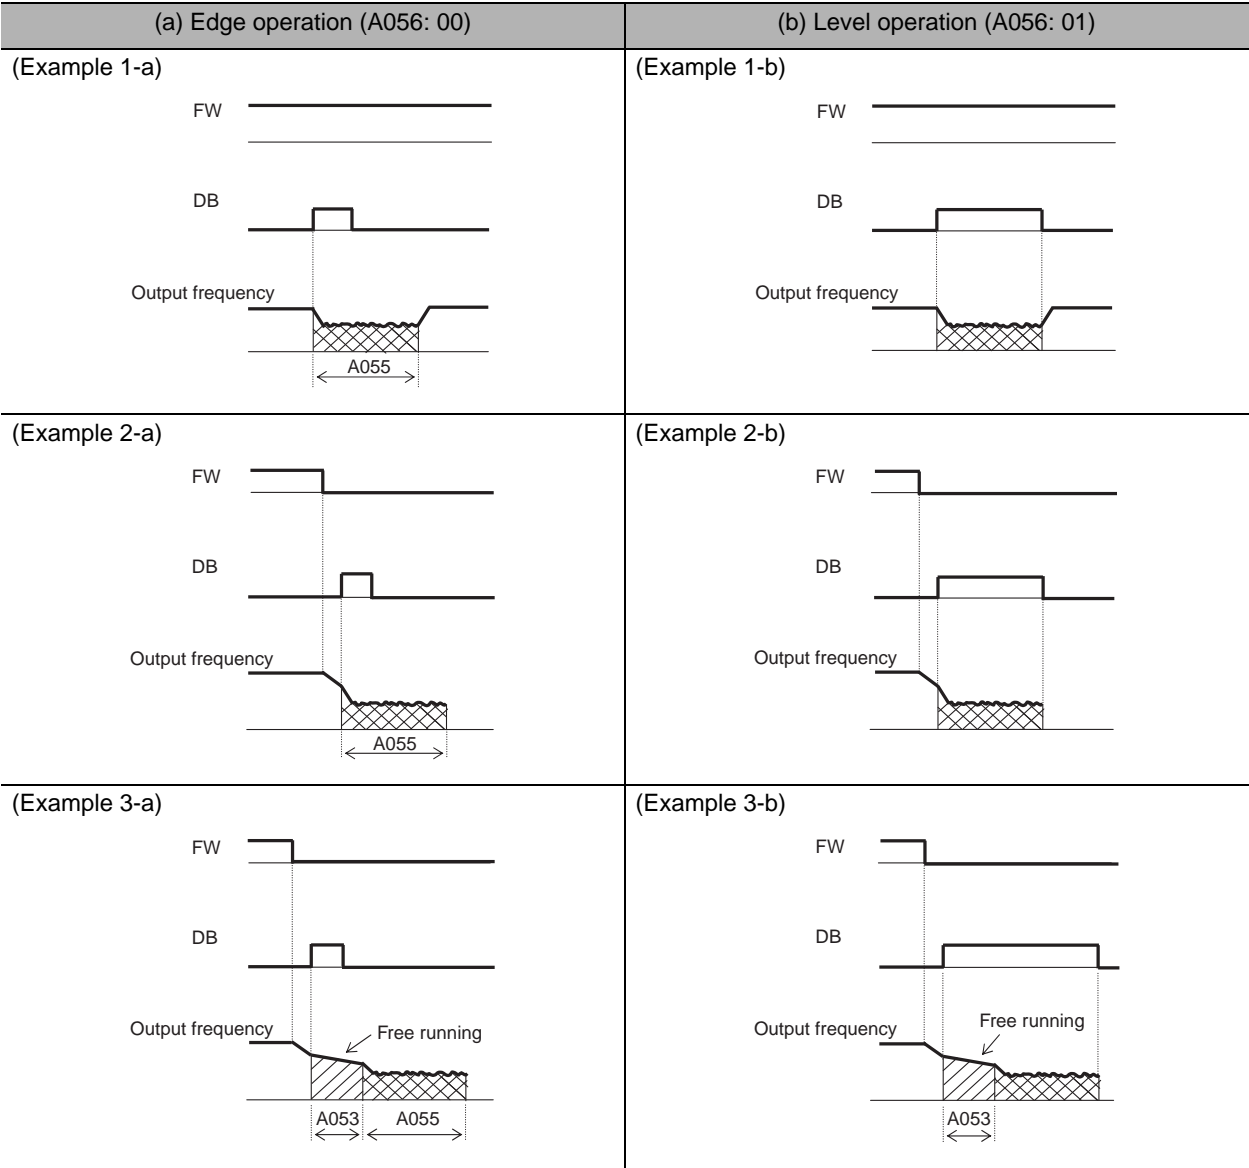 (a) Edge operation (A056: 00)
(b) Level operation (A056: 01)
(Example 1-a)
FW
DB
Output frequency
A055
(Example 1-b)
FW
DB
Output frequency
(Example 2-a)
FW
DB
Output frequency
A055
(Example 2-b)
FW
DB
Output frequency
(Example 3-a)
FW
DB
Output frequency
Free running
A053
A055
(Example 3-b)
FW
DB
Output frequency
Free running
A053